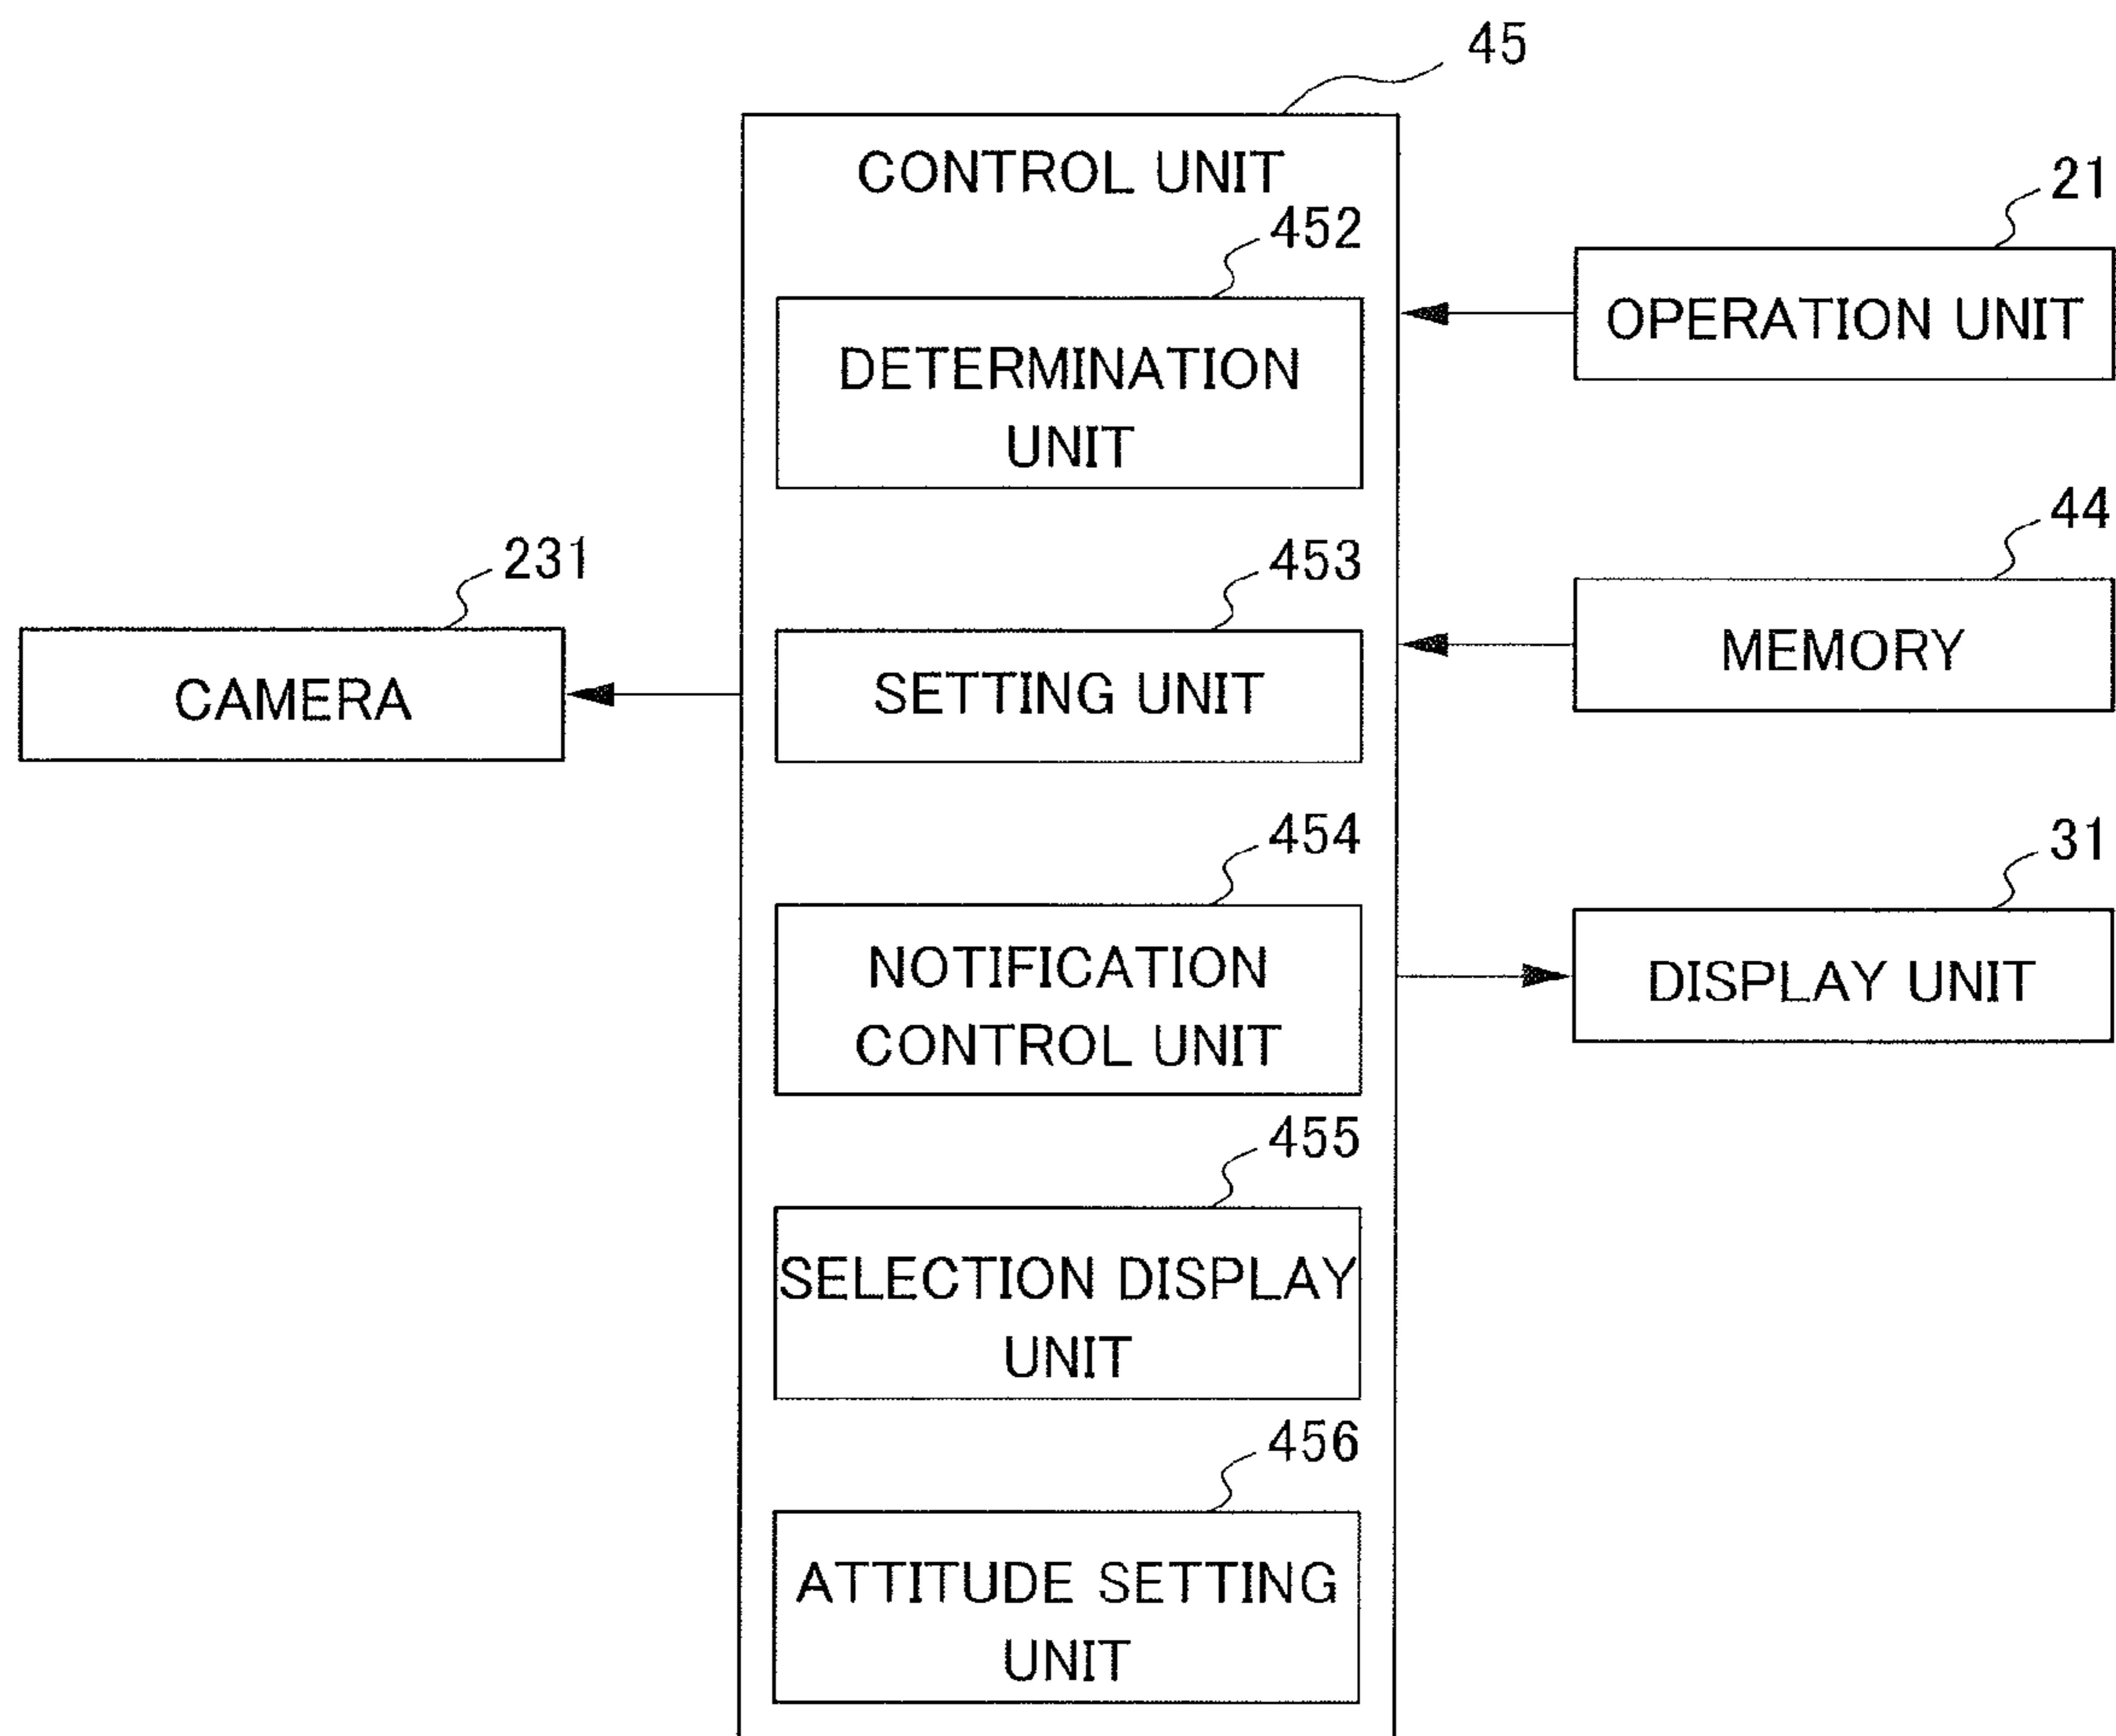 45
CONTROL UNIT
452
DETERMINATION
UNIT
453
SETTING UNIT
454
NOTIFICATION
CONTROL UNIT
455
SELECTION DISPLAY
UNIT
456
ATTITUDE SETTING
UNIT
231
CAMERA
21
OPERATION UNIT
44
MEMORY
31
DISPLAY UNIT